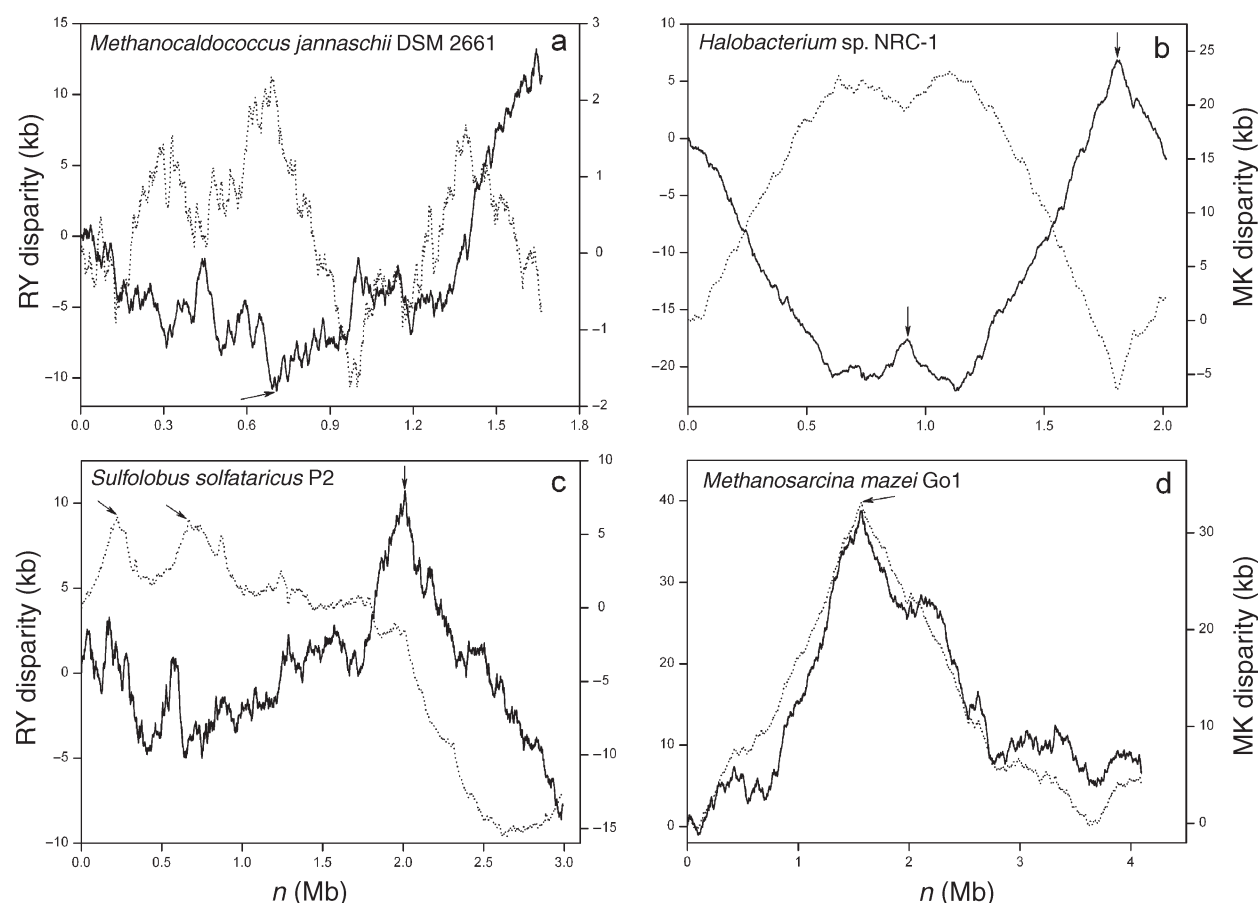 Methanocaldococcus jannaschii DSM 2661
a
15
10
5
0
−5
−10
3
2
1
0
−1
−2
0.0 0.3 0.6 0.9 1.2 1.5 1.8
RY disparity (kb)
Halobacterium sp. NRC-1
b
10
5
0
−5
−10
−15
−20
25
20
15
10
5
0
−5
0.0 0.5 1.0 1.5 2.0
MK disparity (kb)
Sulfolobus solfataricus P2
c
10
5
0
−5
−10
10
5
0
−5
−10
−15
0.0 0.5 1.0 1.5 2.0 2.5 3.0
RY disparity (kb)
n (Mb)
Methanosarcina mazei Go1
d
40
30
20
10
0
30
20
10
0
0 1 2 3 4
MK disparity (kb)
n (Mb)